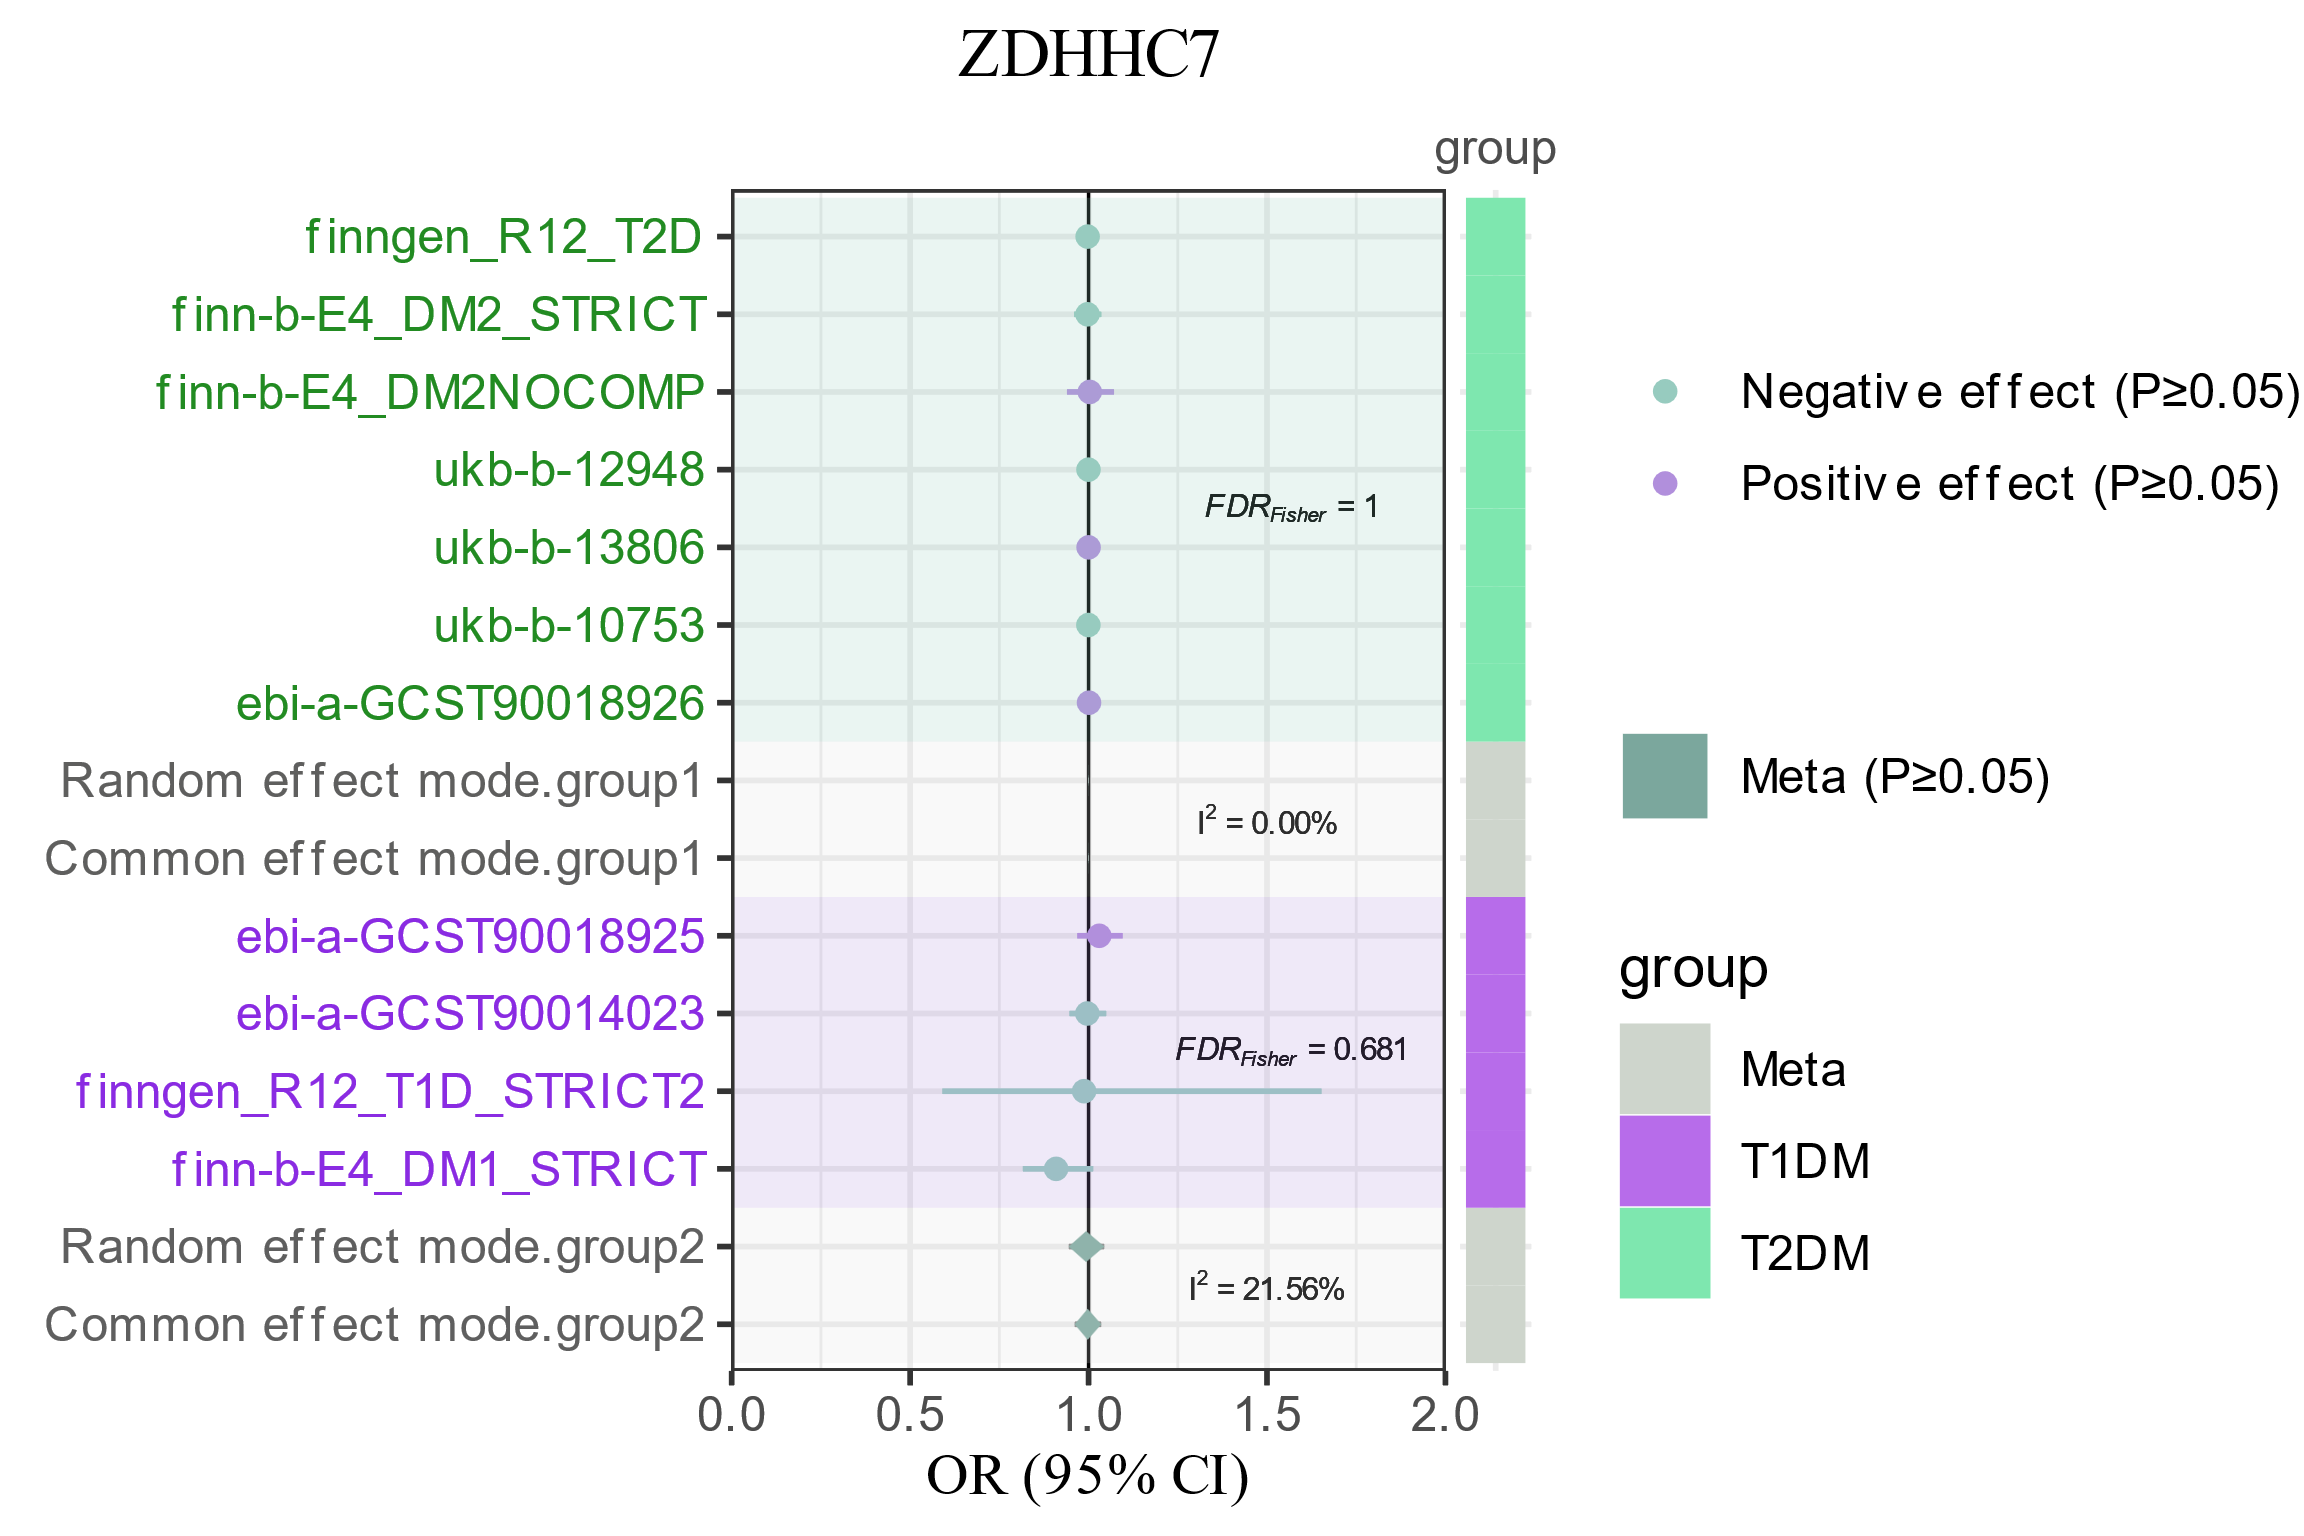 ZDHHC7
group
finngen_R12_T2D
finn-b-E4_DM2_STRICT
finn-b-E4_DM2NOCOMP
ukb-b-12948
ukb-b-13806
ukb-b-10753
ebi-a-GCST90018926
Random effect mode.group1
Common effect mode.group1
ebi-a-GCST90018925
ebi-a-GCST90014023
finngen_R12_T1D_STRICT2
finn-b-E4_DM1_STRICT
Random effect mode.group2
Common effect mode.group2
FDR_Fisher = 1
I² = 0.00%
FDR_Fisher = 0.681
I² = 21.56%
0.0 0.5 1.0 1.5 2.0
OR (95% CI)
Negative effect (P≥0.05)
Positive effect (P≥0.05)
Meta (P≥0.05)
group
Meta
T1DM
T2DM